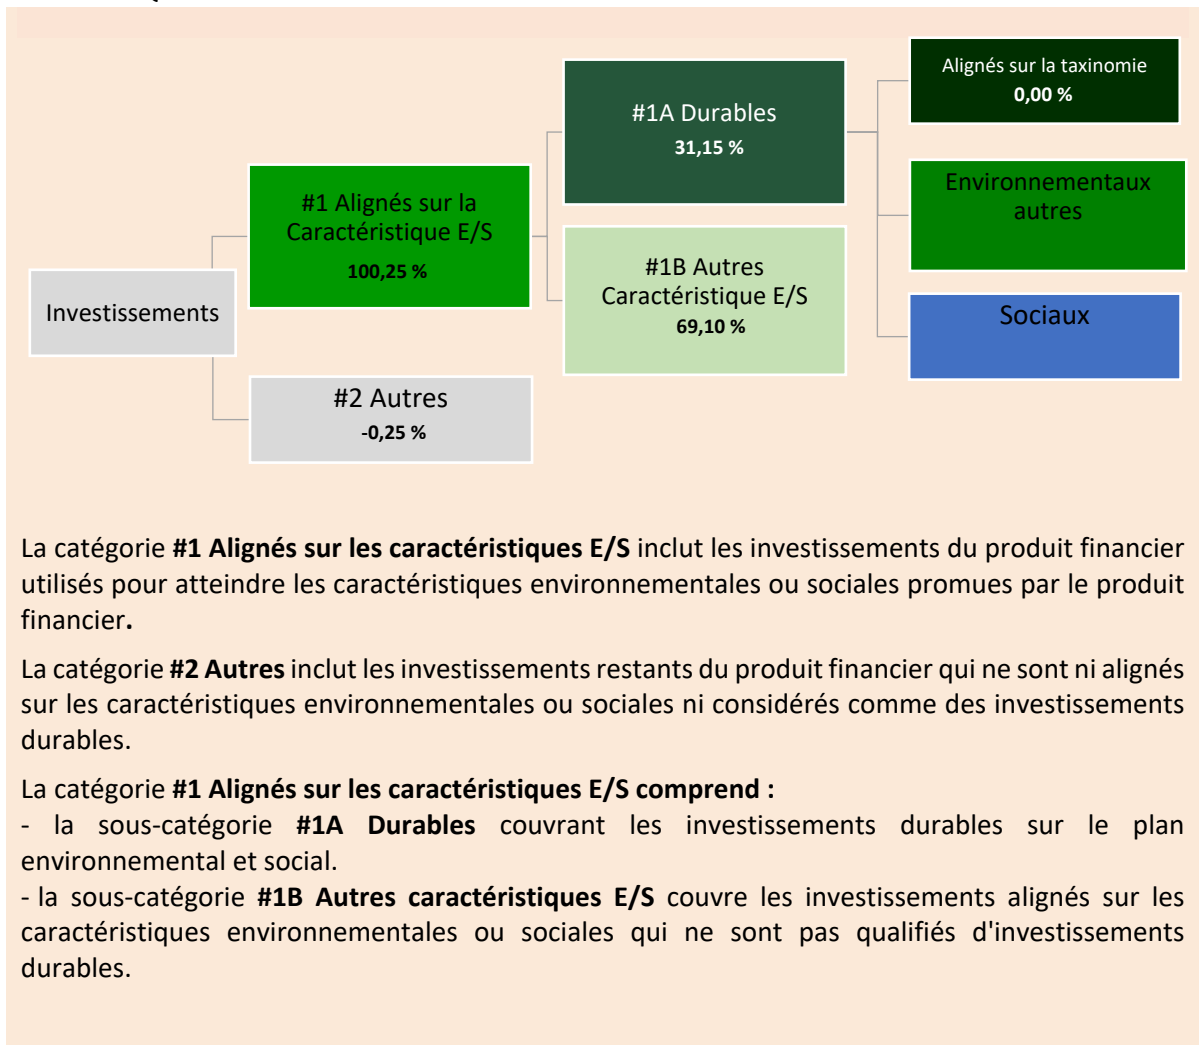 Alignés sur la taxinomie
0,00 %
#1A Durables
31,15 %
Environnementaux
autres
#1 Alignés sur la
Caractéristique E/S
100,25 %
#1B Autres
Caractéristique E/S
69,10 %
Investissements
Sociaux
#2 Autres
-0,25 %
La catégorie #1 Alignés sur les caractéristiques E/S inclut les investissements du produit financier
utilisés pour atteindre les caractéristiques environnementales ou sociales promues par le produit
financier.
La catégorie #2 Autres inclut les investissements restants du produit financier qui ne sont ni alignés
sur les caractéristiques environnementales ou sociales ni considérés comme des investissements
durables.
La catégorie #1 Alignés sur les caractéristiques E/S comprend :
- la sous-catégorie #1A Durables couvrant les investissements durables sur le plan
environnemental et social.
- la sous-catégorie #1B Autres caractéristiques E/S couvre les investissements alignés sur les
caractéristiques environnementales ou sociales qui ne sont pas qualifiés d'investissements
durables.